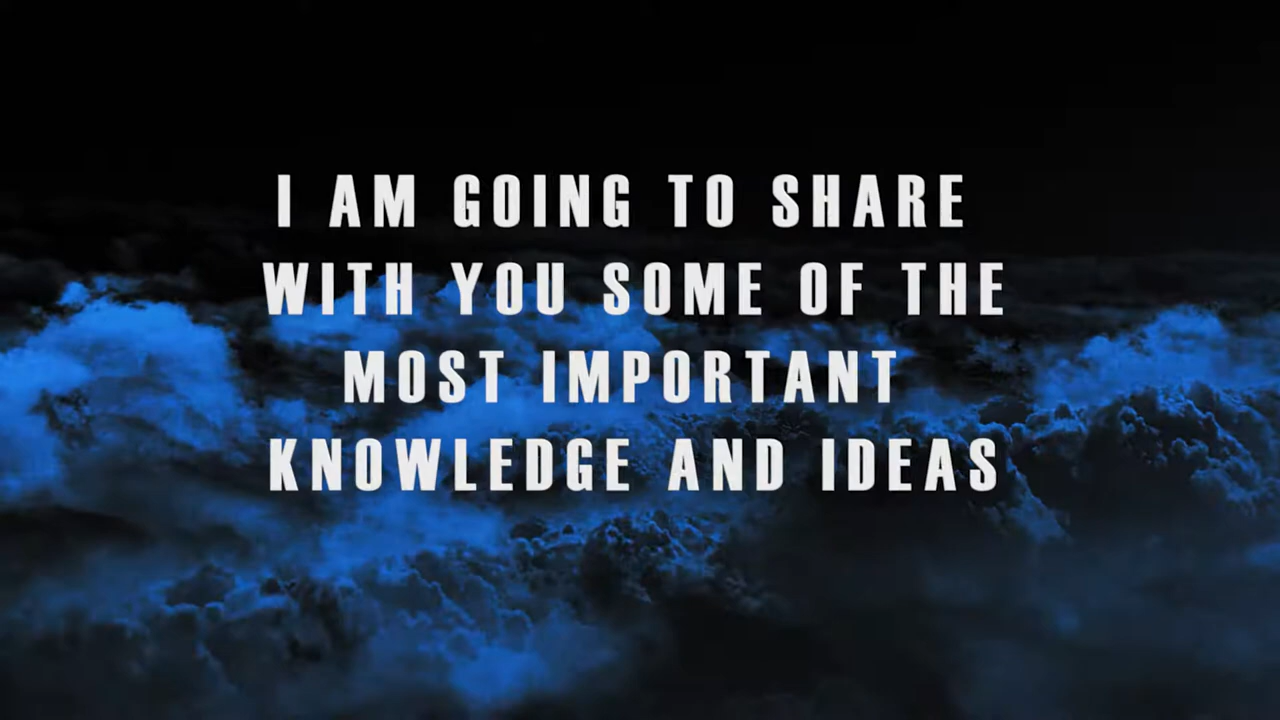 I AM GOING TO SHARE
WITH YOU SOME OF THE
MOST IMPORTANT
KNOWLEDGE AND IDEAS